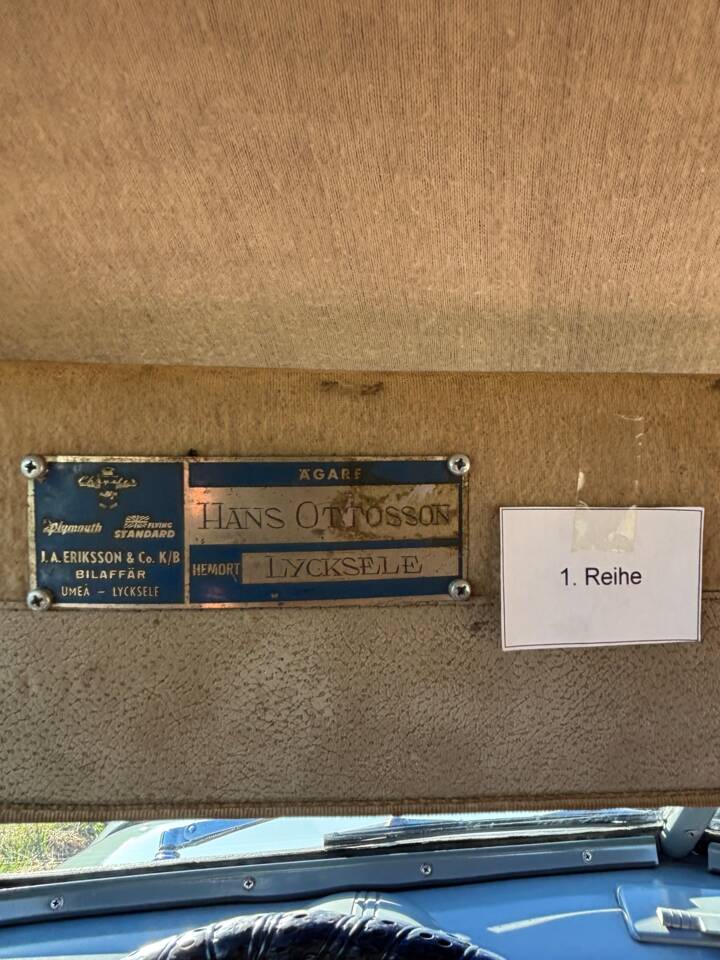 Chrysler
Plymouth
FLYING
STANDARD
J. A. ERIKSSON & Co. K/B
BILAFFÄR
UMEÅ - LYCKSELE
ÄGARE
HANS OTTOSSON
HEMORT LYCKSELE
1. Reihe